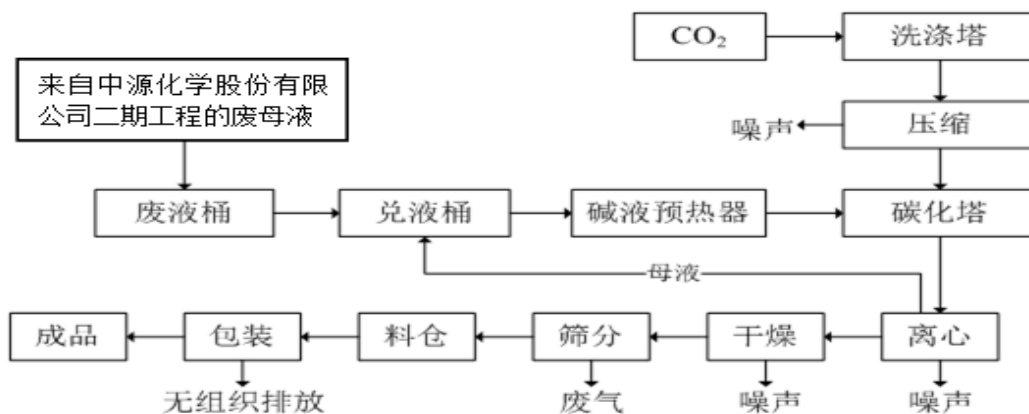 CO₂
洗涤塔
来自中源化学股份有限
公司二期工程的废母液
噪声
压缩
废液桶
兑液桶
碱液预热器
碳化塔
母液
成品
包装
料仓
筛分
干燥
离心
无组织排放
废气
噪声
噪声